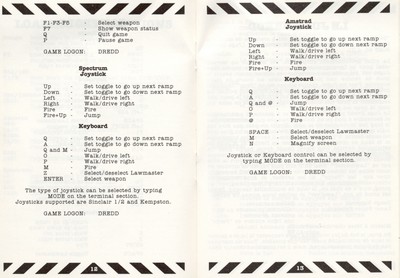 F1-F3-F5 - Select weapon
F7 - Show weapon status
Q - Quit game
P - Pause game
GAME LOGON: DREDD
Spectrum
Joystick
Up - Set toggle to go up next ramp
Down - Set toggle to go down next ramp
Left - Walk/drive left
Right - Walk/drive right
Fire - Fire
Fire+Up - Jump
Keyboard
Q - Set toggle to go up next ramp
A - Set toggle to go down next ramp
Q and M - Jump
O - Walk/drive left
P - Walk/drive right
M - Fire
Z - Select/deselect Lawmaster
ENTER - Select weapon
The type of joystick can be selected by typing
MODE on the terminal section.
Joysticks supported are Sinclair 1/2 and Kempston.
GAME LOGON: DREDD
12
Amstrad
Joystick
Up - Set toggle to go up next ramp
Down - Set toggle to go down next ramp
Left - Walk/drive left
Right - Walk/drive right
Fire - Fire
Fire+Up - Jump
Keyboard
Q - Set toggle to go up next ramp
A - Set toggle to go down next ramp
Q and @ - Jump
O - Walk/drive left
P - Walk/drive right
@ - Fire
SPACE - Select/deselect Lawmaster
M - Select weapon
N - Magnify screen
Joystick or Keyboard control can be selected by
typing MODE on the terminal section.
GAME LOGON: DREDD
13